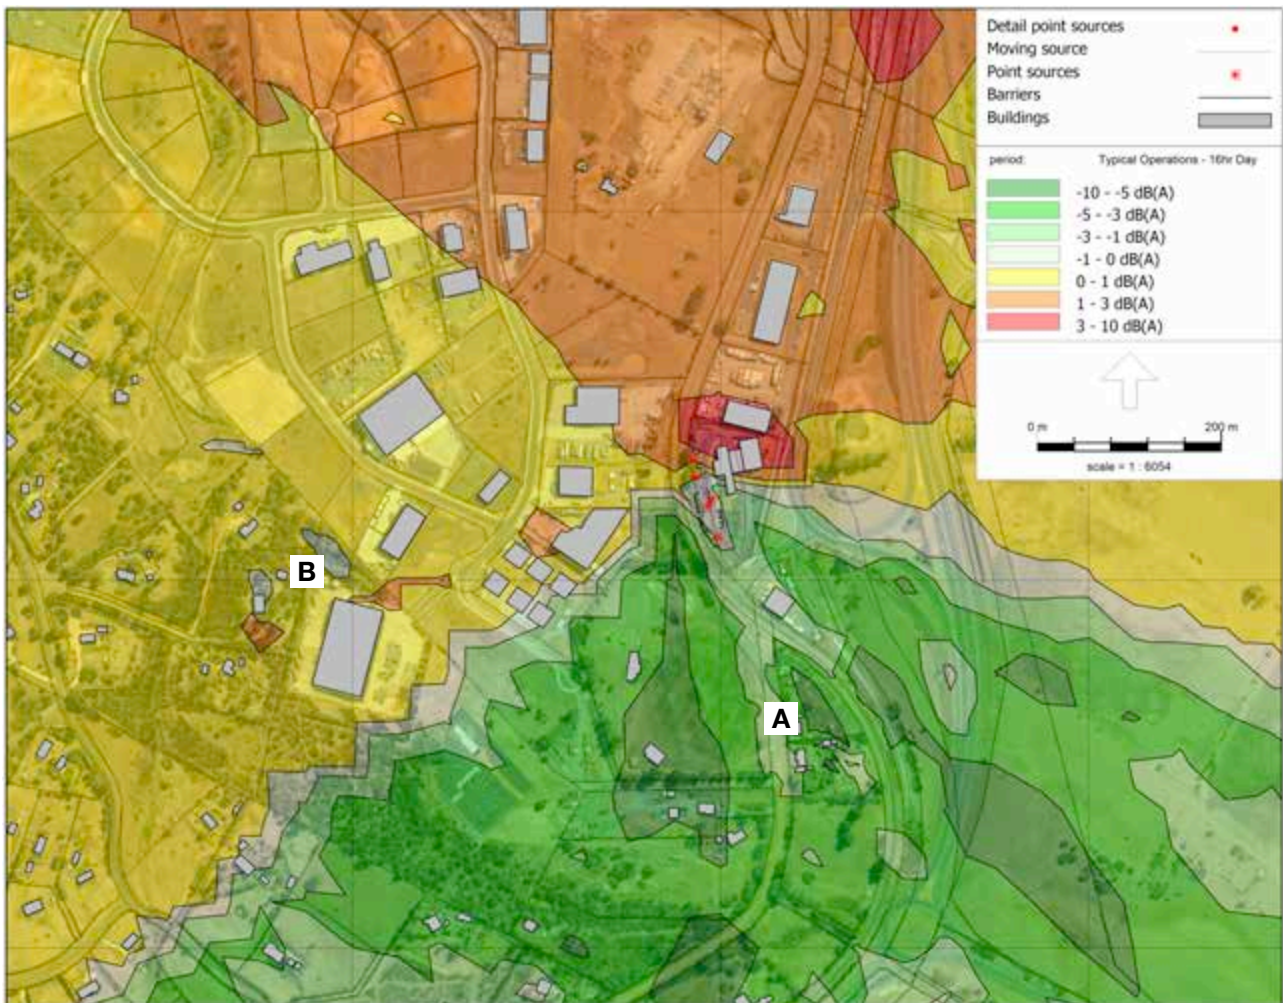 Detail point sources
Moving source
Point sources
Barriers
Buildings
period: Typical Operations - 16hr Day
-10 - -5 dB(A)
-5 - -3 dB(A)
-3 - -1 dB(A)
-1 - 0 dB(A)
0 - 1 dB(A)
1 - 3 dB(A)
3 - 10 dB(A)
0 m 200 m
scale = 1 : 6054
B
A